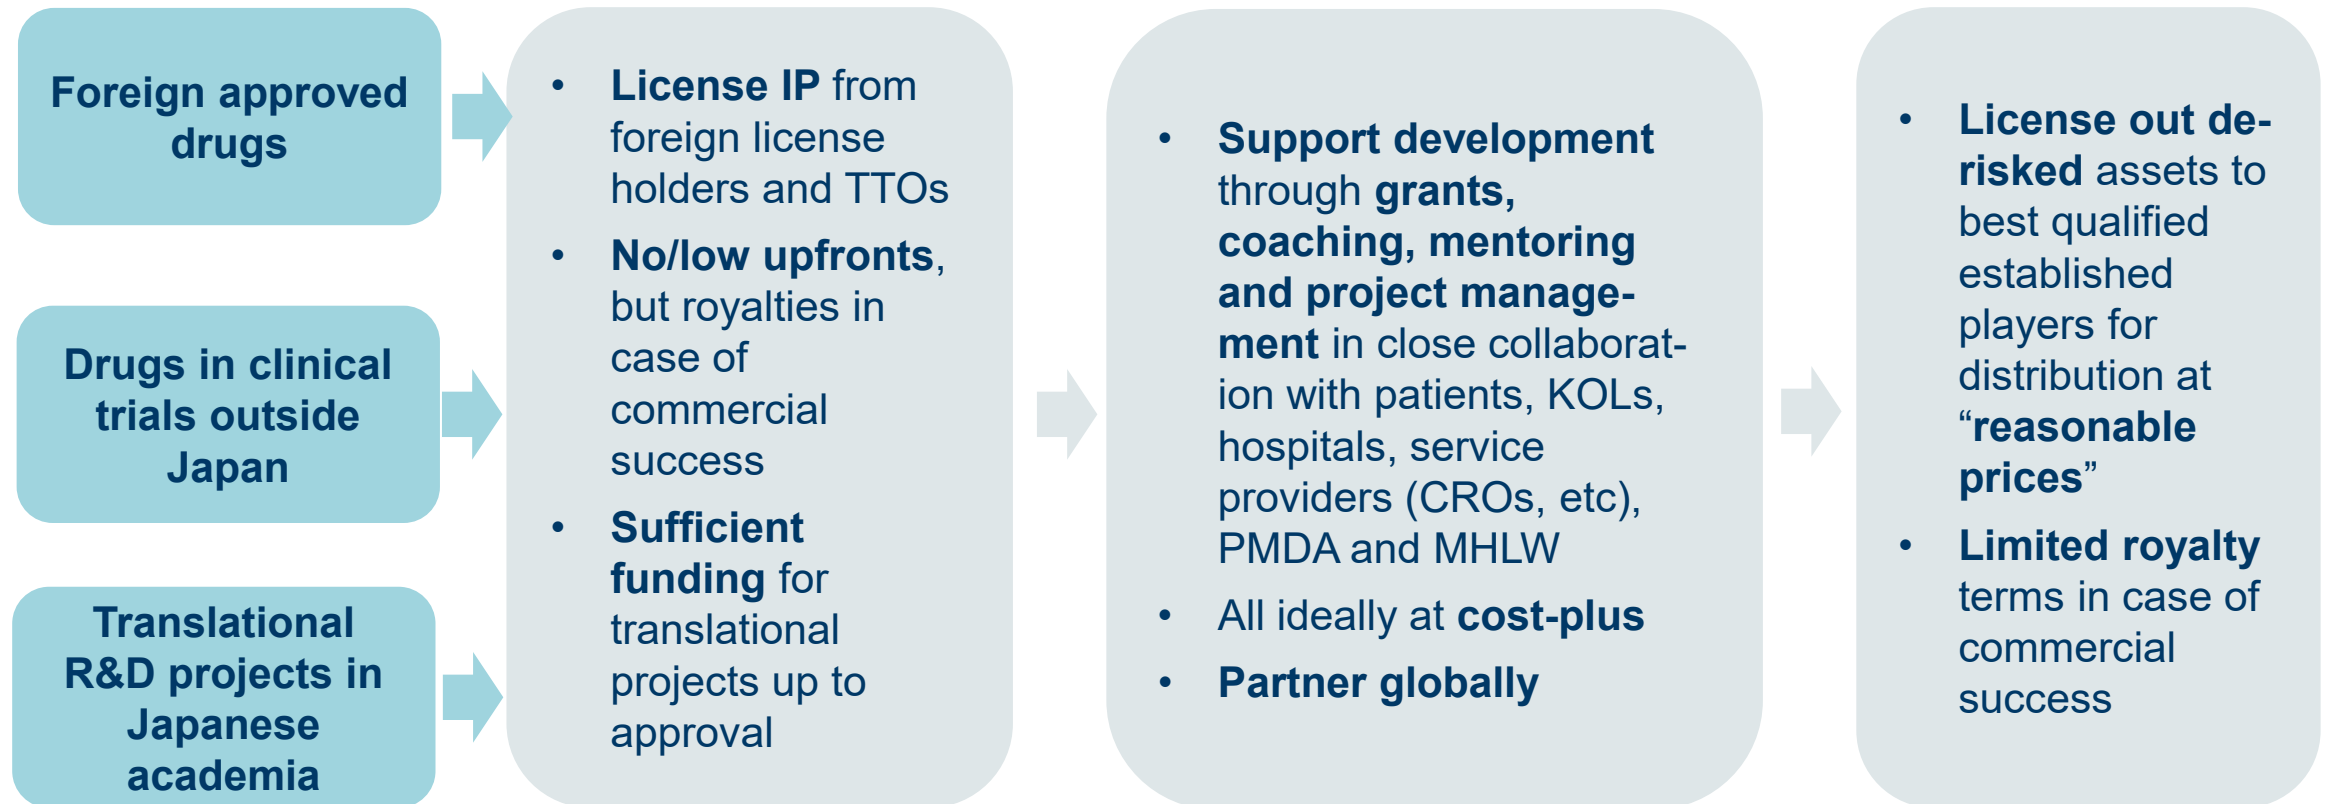 Foreign approved
drugs
Drugs in clinical
trials outside
Japan
Translational
R&D projects in
Japanese
academia
• License IP from
foreign license
holders and TTOs
• No/low upfronts,
but royalties in
case of
commercial
success
• Sufficient
funding for
translational
projects up to
approval
• Support development
through grants,
coaching, mentoring
and project manage-
ment in close collaborat-
ion with patients, KOLs,
hospitals, service
providers (CROs, etc),
PMDA and MHLW
• All ideally at cost-plus
• Partner globally
• License out de-
risked assets to
best qualified
established
players for
distribution at
“reasonable
prices”
• Limited royalty
terms in case of
commercial
success